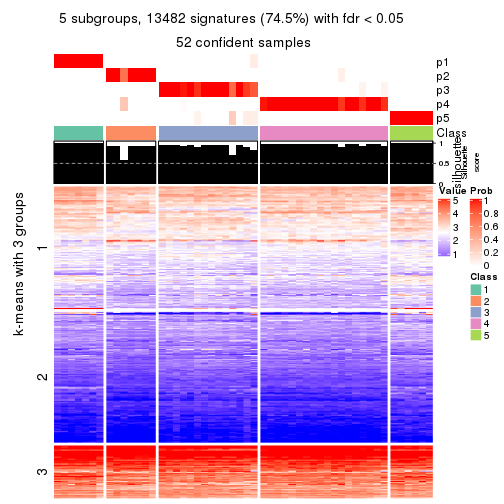 5 subgroups, 13482 signatures (74.5%) with fdr < 0.05
52 confident samples
p1
p2
p3
p4
p5
Class
1
0.5
0
silhouette
Silhouette
score
k-means with 3 groups
1
2
3
Value
5
4
3
2
1
Prob
1
0.8
0.6
0.4
0.2
0
Class
1
2
3
4
5